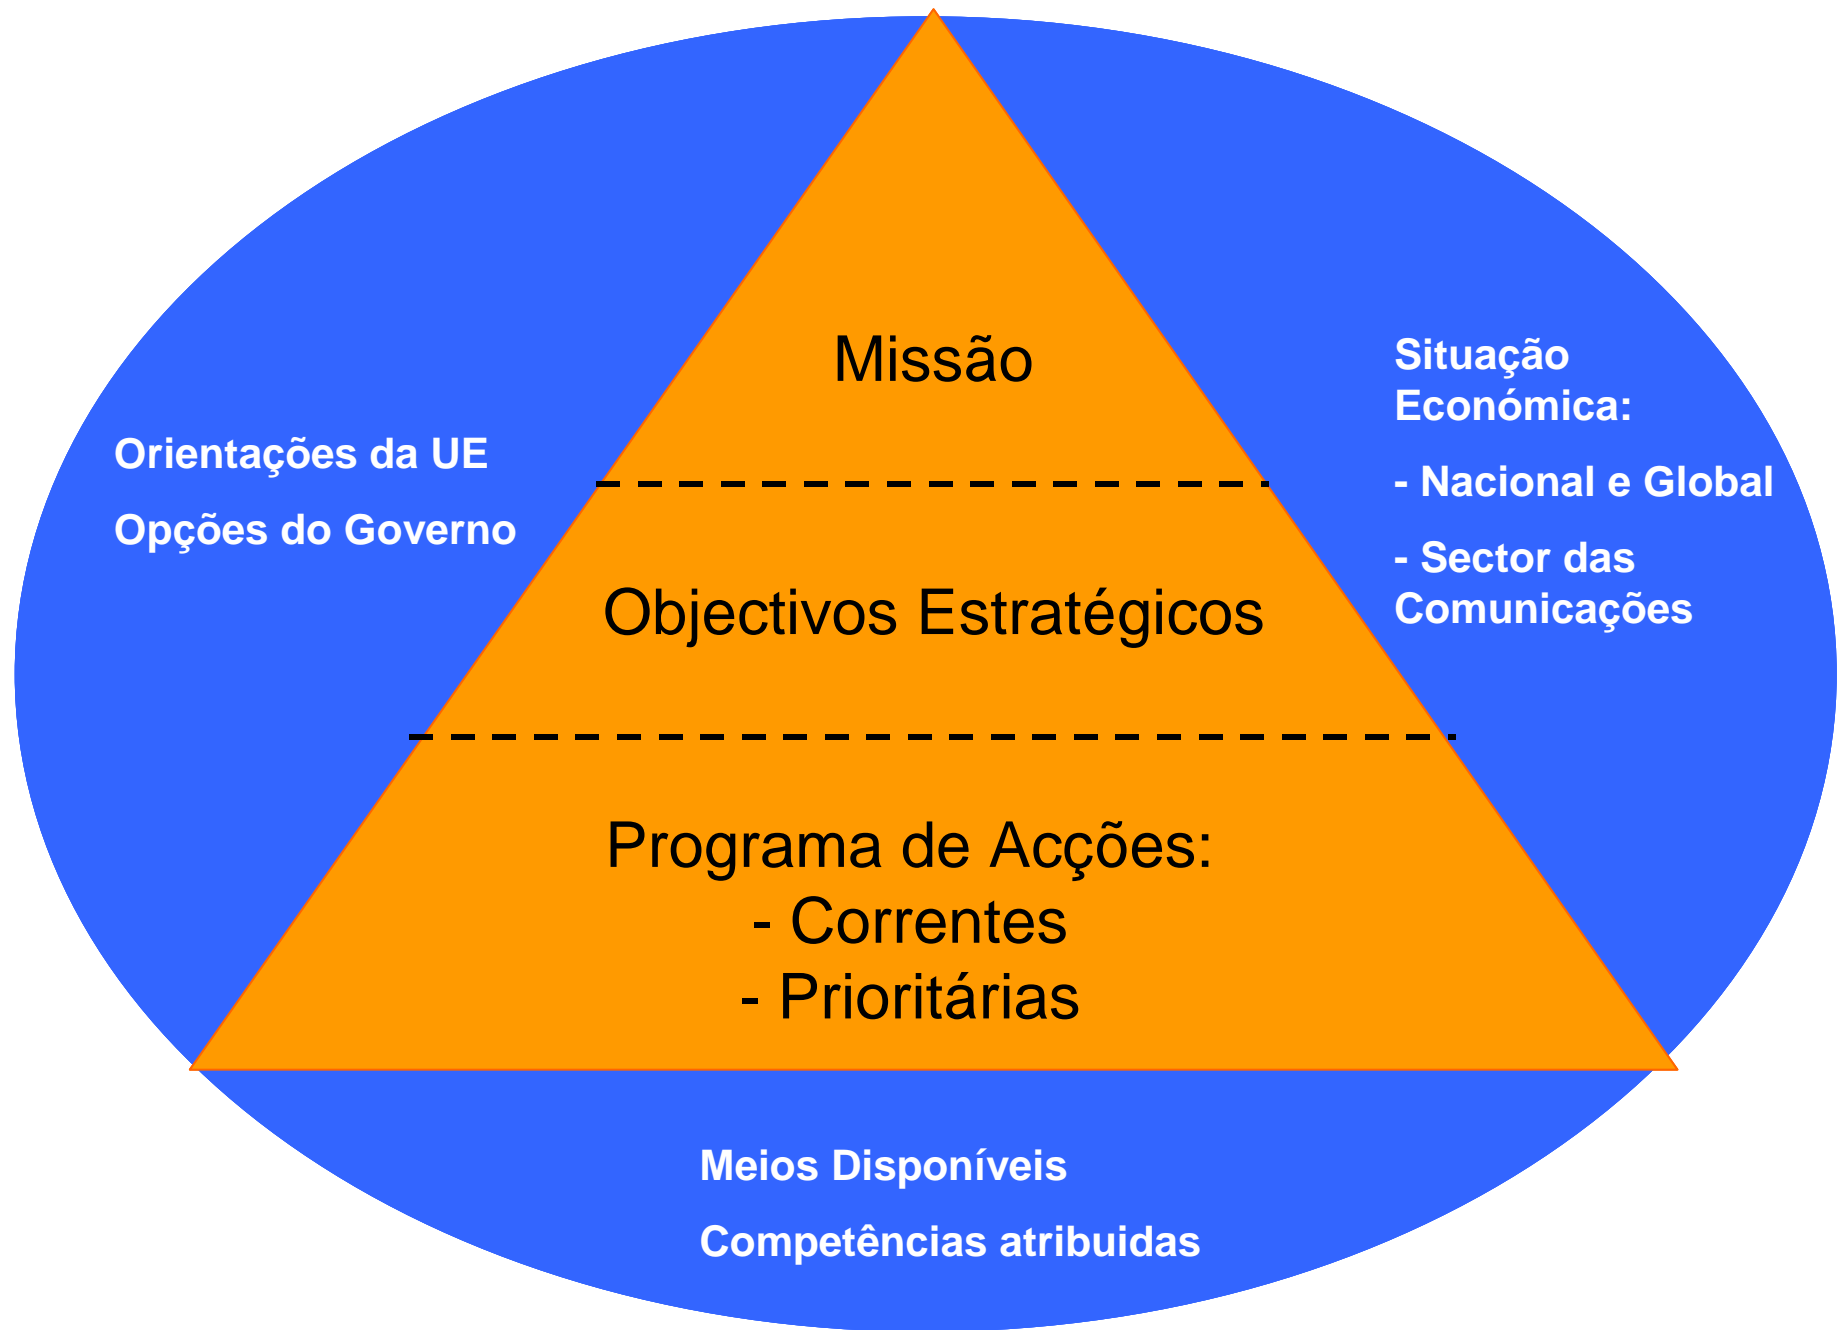 Missão
Objectivos Estratégicos
Programa de Acções:
- Correntes
- Prioritárias
Orientações da UE
Opções do Governo
Situação
Económica:
- Nacional e Global
- Sector das
Comunicações
Meios Disponíveis
Competências atribuidas